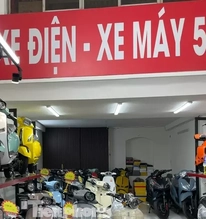 XE ĐIỆN - XE MÁY 5
Tiền Phong